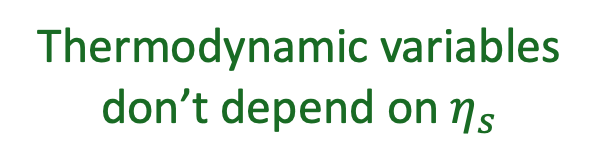 Thermodynamic variables
don’t depend on 𝜂ₛ